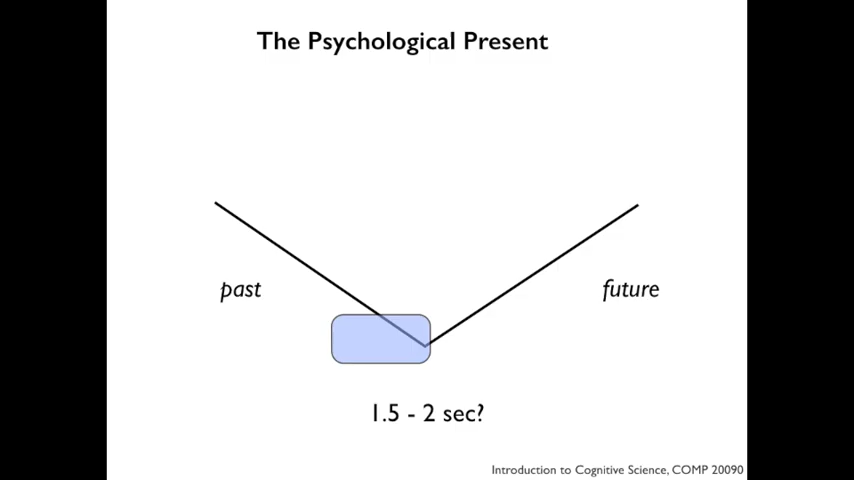 The Psychological Present
past
future
1.5 - 2 sec?
Introduction to Cognitive Science, COMP 20090